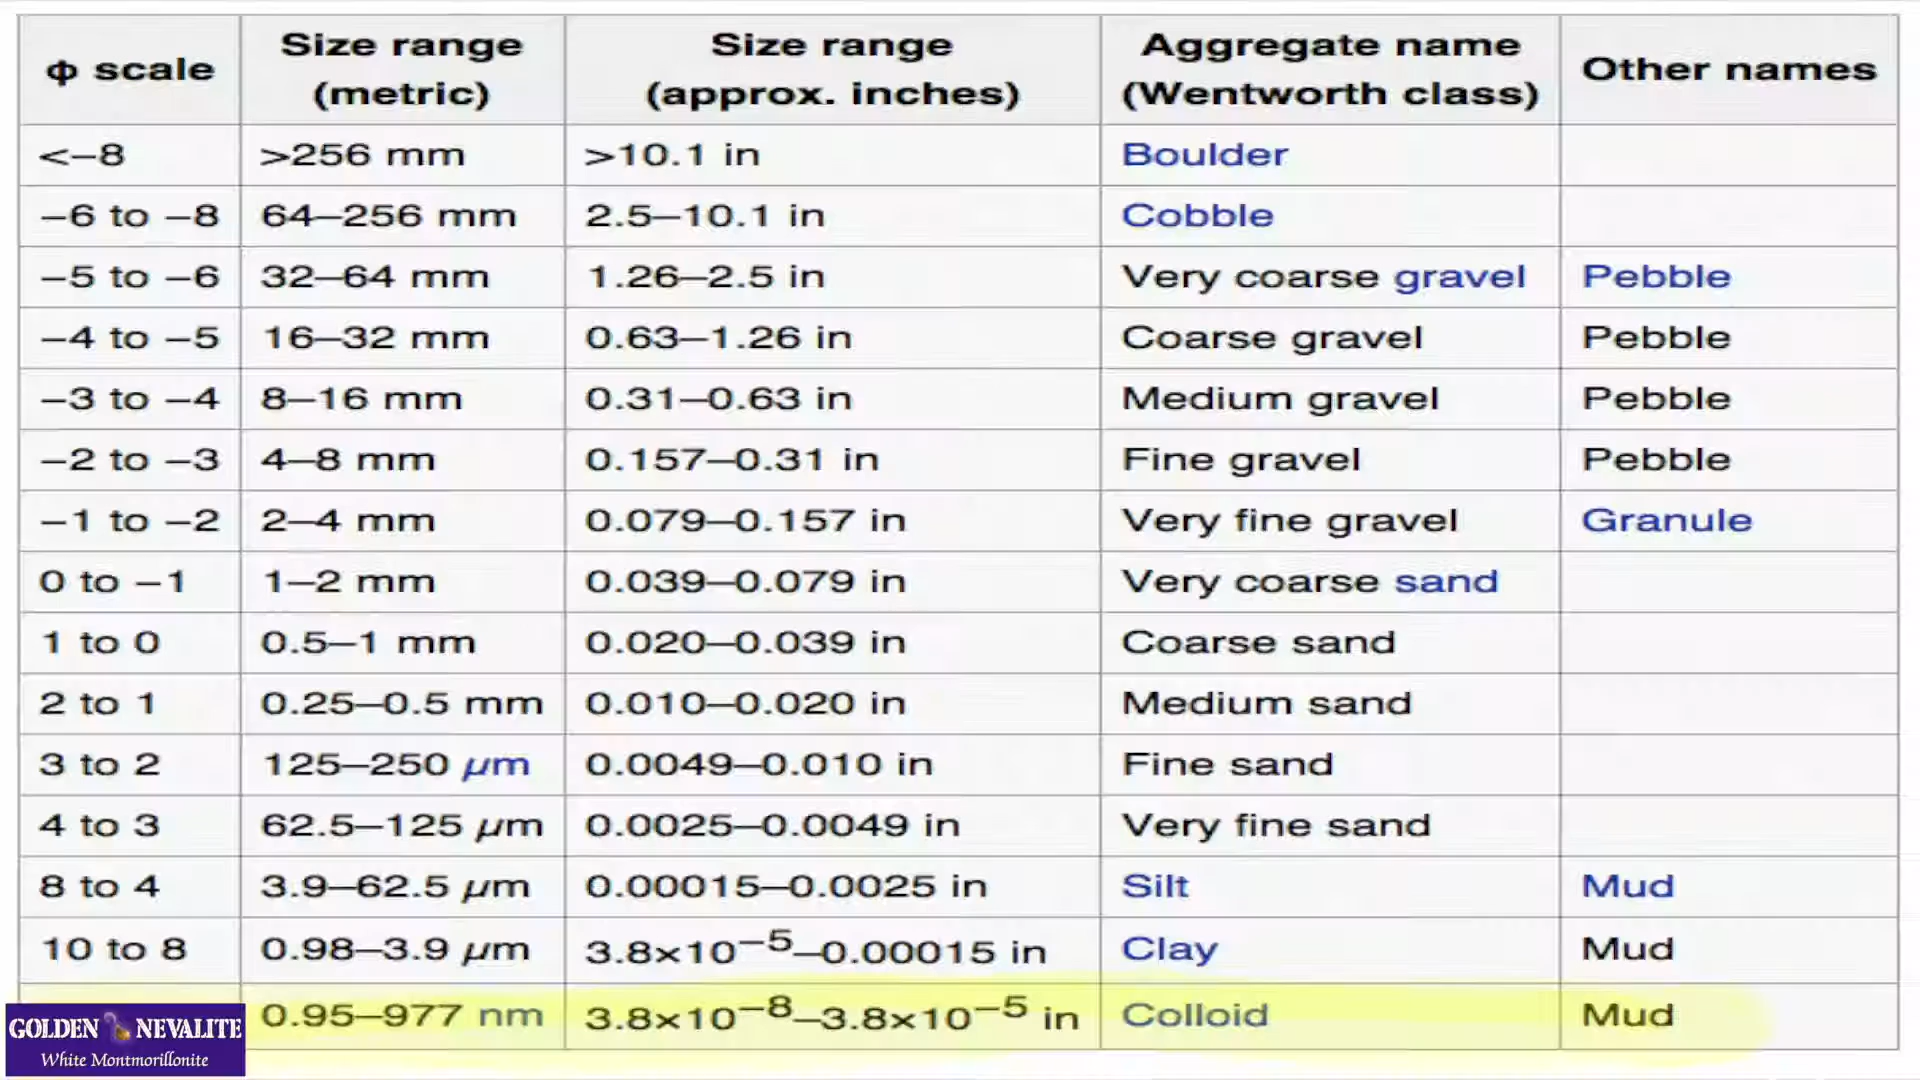 ϕ scale Size range (metric) Size range (approx. inches) Aggregate name (Wentworth class) Other names
<−8 >256 mm >10.1 in Boulder
−6 to −8 64–256 mm 2.5–10.1 in Cobble
−5 to −6 32–64 mm 1.26–2.5 in Very coarse gravel Pebble
−4 to −5 16–32 mm 0.63–1.26 in Coarse gravel Pebble
−3 to −4 8–16 mm 0.31–0.63 in Medium gravel Pebble
−2 to −3 4–8 mm 0.157–0.31 in Fine gravel Pebble
−1 to −2 2–4 mm 0.079–0.157 in Very fine gravel Granule
0 to −1 1–2 mm 0.039–0.079 in Very coarse sand
1 to 0 0.5–1 mm 0.020–0.039 in Coarse sand
2 to 1 0.25–0.5 mm 0.010–0.020 in Medium sand
3 to 2 125–250 µm 0.0049–0.010 in Fine sand
4 to 3 62.5–125 µm 0.0025–0.0049 in Very fine sand
8 to 4 3.9–62.5 µm 0.00015–0.0025 in Silt Mud
10 to 8 0.98–3.9 µm 3.8×10⁻⁵–0.00015 in Clay Mud
0.95–977 nm 3.8×10⁻⁸–3.8×10⁻⁵ in Colloid Mud
GOLDEN NEVALITE
White Montmorillonite